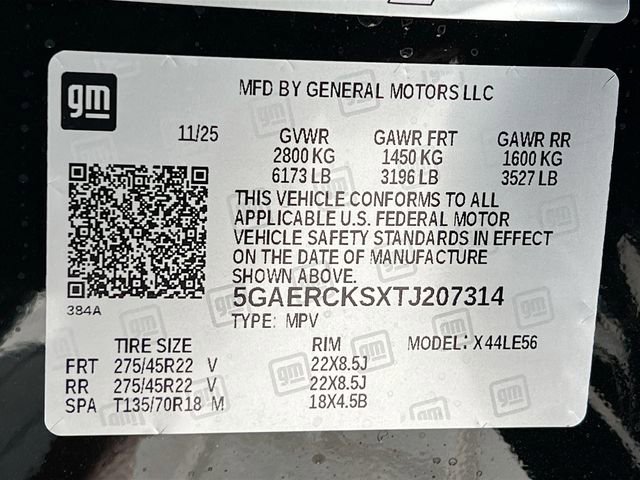 gm
MFD BY GENERAL MOTORS LLC
11/25 GVWR GAWR FRT GAWR RR
2800 KG 1450 KG 1600 KG
6173 LB 3196 LB 3527 LB
THIS VEHICLE CONFORMS TO ALL
APPLICABLE U.S. FEDERAL MOTOR
VEHICLE SAFETY STANDARDS IN EFFECT
ON THE DATE OF MANUFACTURE
SHOWN ABOVE.
384A
5GAERCKSXTJ207314
TYPE: MPV
TIRE SIZE RIM MODEL: X44LE56
FRT 275/45R22 V 22X8.5J
RR 275/45R22 V 22X8.5J
SPA T135/70R18 M 18X4.5B